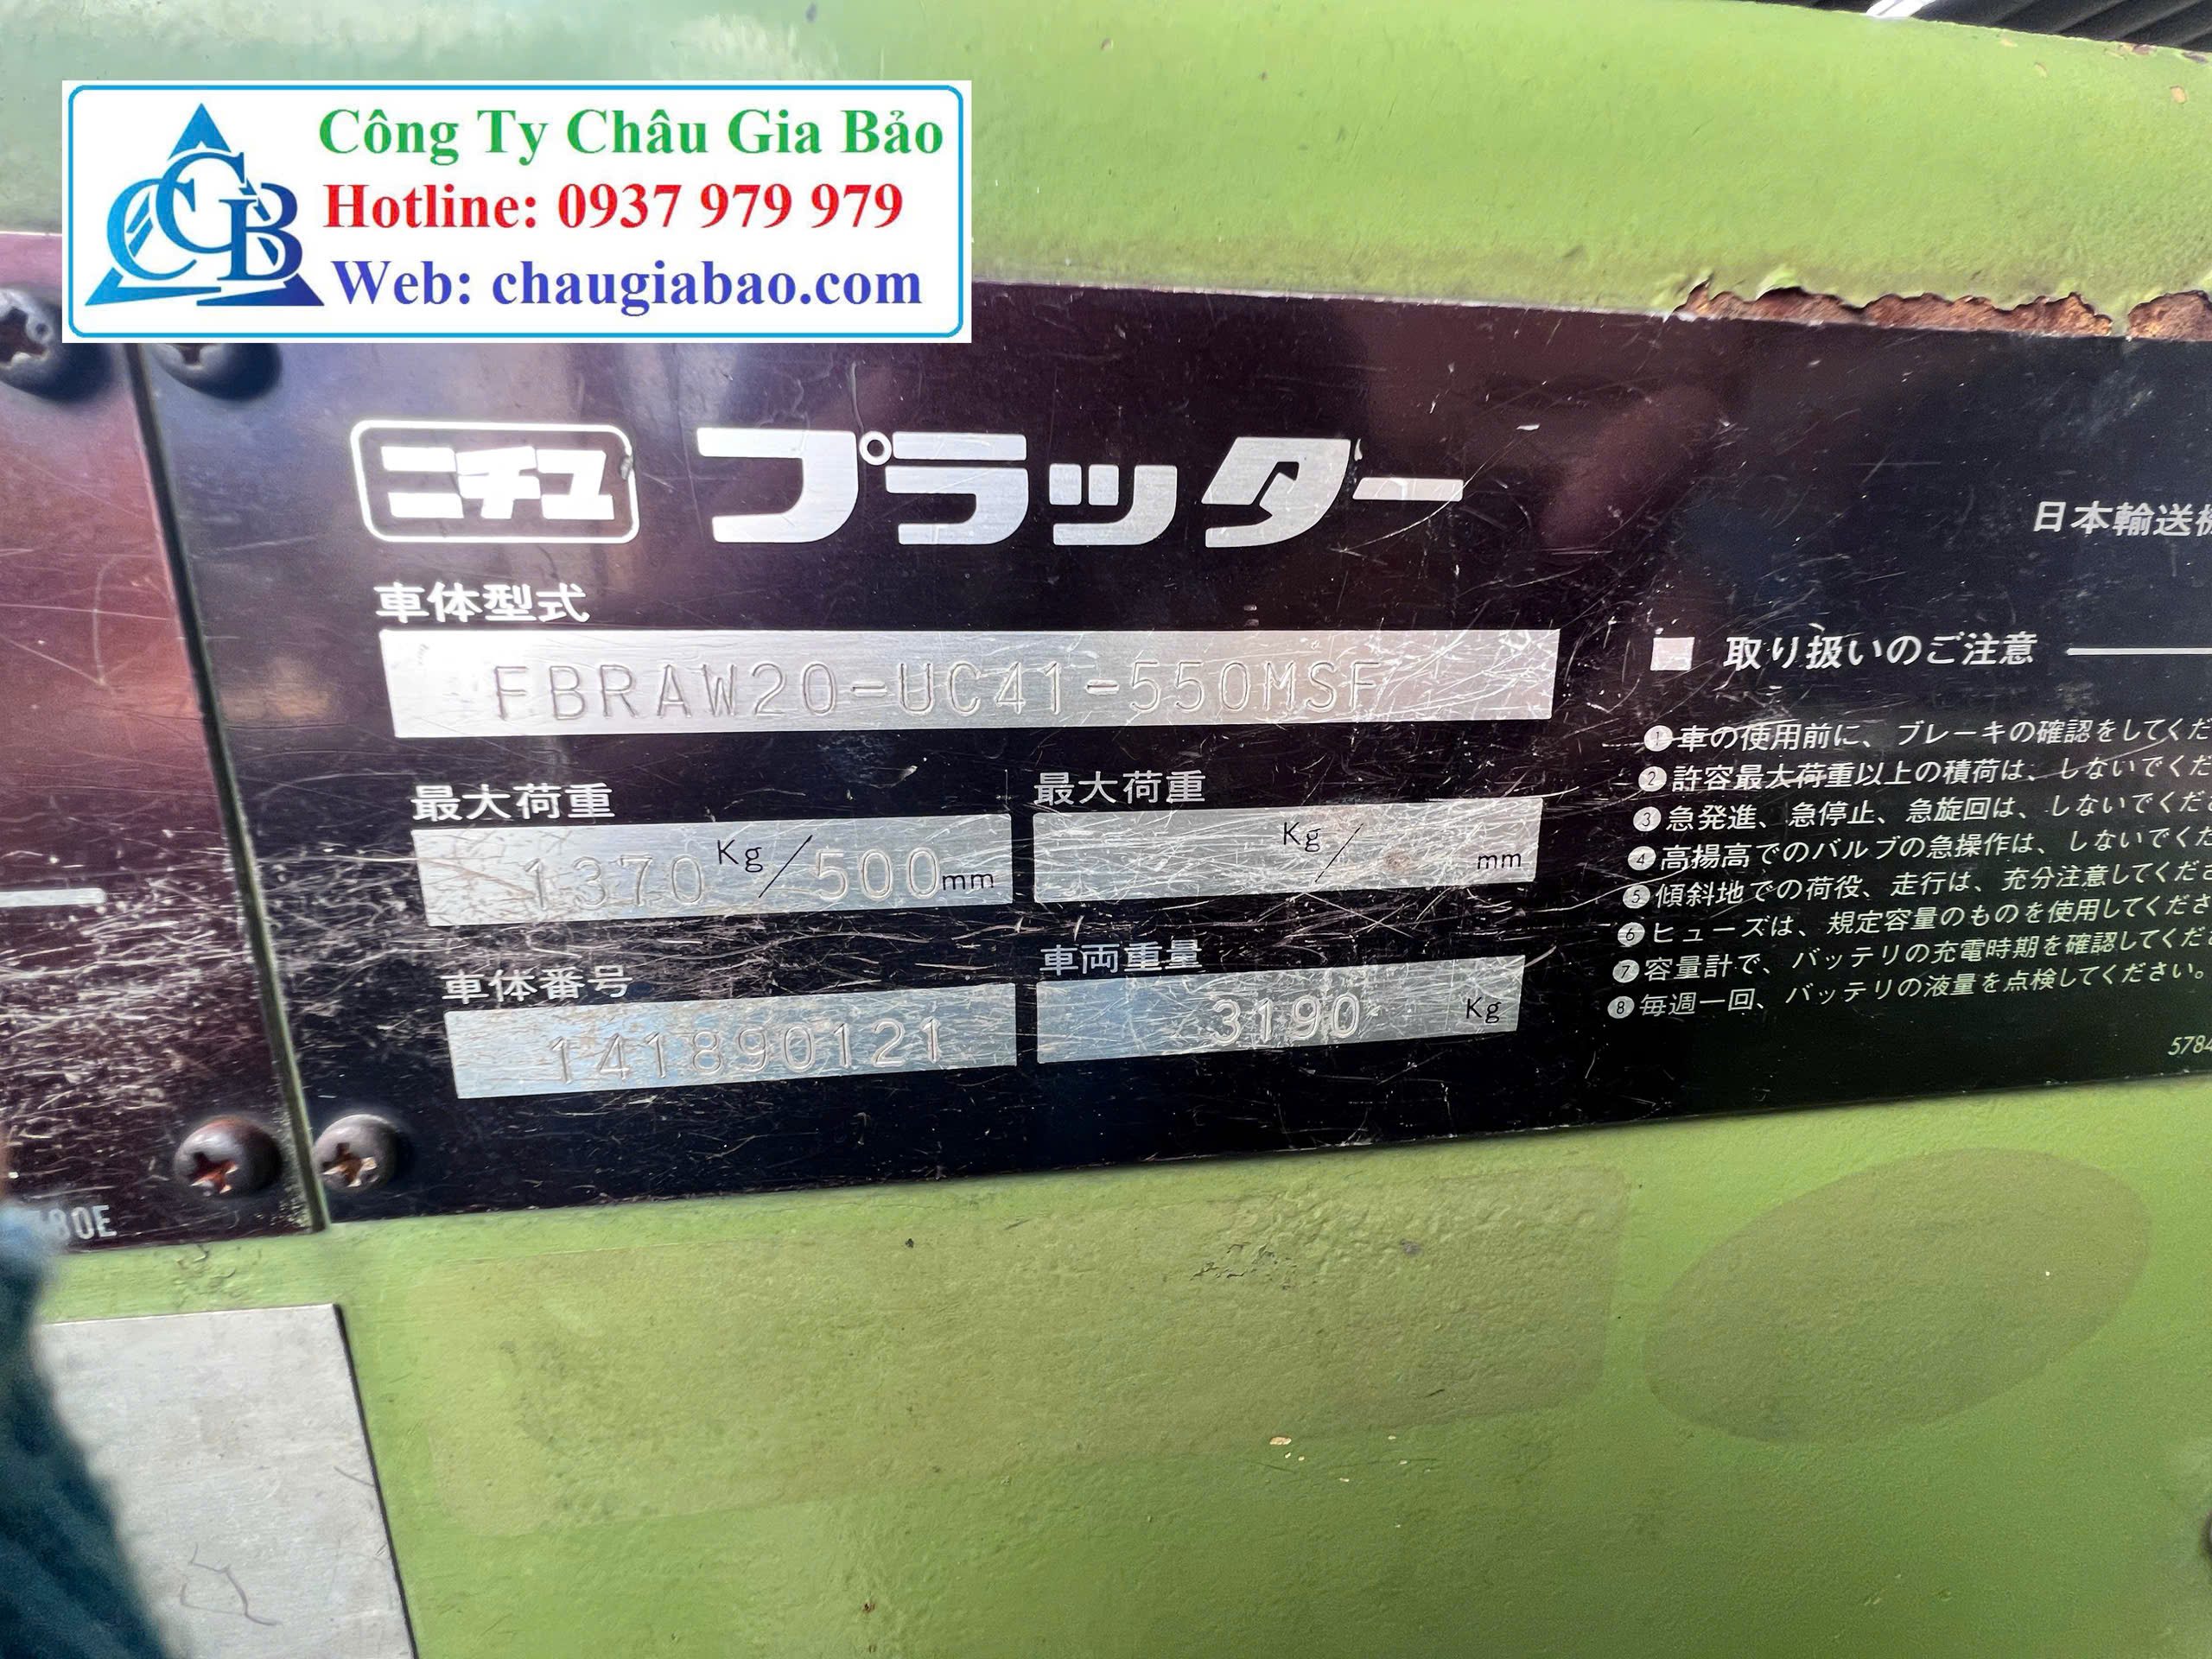 Công Ty Châu Gia Bảo
Hotline: 0937 979 979
Web: chaugiabao.com
CGB
ニチユ プラッター
日本輸送
車体型式
FBRAW20-UC41-550MSF
最大荷重
1370 Kg/500mm
最大荷重
Kg/ mm
車体番号
141890121
車両重量
3190 Kg
取り扱いのご注意
1 車の使用前に、ブレーキの確認をしてくだ
2 許容最大荷重以上の積荷は、しないでくだ
3 急発進、急停止、急旋回は、しないでくださ
4 高揚高でのバルブの急操作は、しないでくだ
5 傾斜地での荷役、走行は、充分注意してくださ
6 ヒューズは、規定容量のものを使用してくださ
7 容量計で、バッテリの充電時期を確認してくださ
8 毎週一回、バッテリの液量を点検してください。
5784
80E